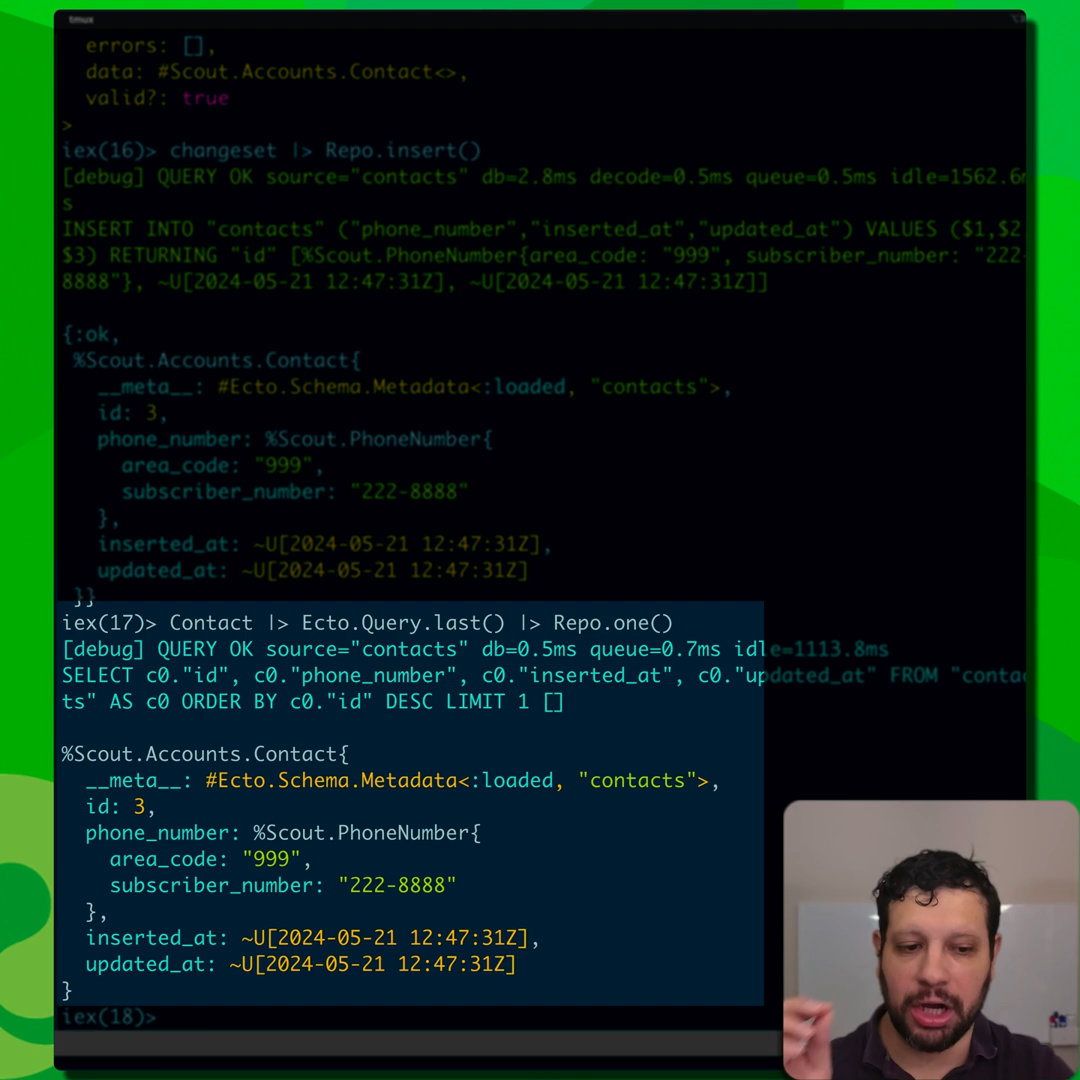 tmux
errors: [],
data: #Scout.Accounts.Contact<>,
valid?: true
>
iex(16)> changeset |> Repo.insert()
[debug] QUERY OK source="contacts" db=2.8ms decode=0.5ms queue=0.5ms idle=1562.6m
s
INSERT INTO "contacts" ("phone_number","inserted_at","updated_at") VALUES ($1,$2
$3) RETURNING "id" [%Scout.PhoneNumber{area_code: "999", subscriber_number: "222-
8888"}, ~U[2024-05-21 12:47:31Z], ~U[2024-05-21 12:47:31Z]]
{:ok,
%Scout.Accounts.Contact{
__meta__: #Ecto.Schema.Metadata<:loaded, "contacts">,
id: 3,
phone_number: %Scout.PhoneNumber{
area_code: "999",
subscriber_number: "222-8888"
},
inserted_at: ~U[2024-05-21 12:47:31Z],
updated_at: ~U[2024-05-21 12:47:31Z]
}}
iex(17)> Contact |> Ecto.Query.last() |> Repo.one()
[debug] QUERY OK source="contacts" db=0.5ms queue=0.7ms idle=1113.8ms
SELECT c0."id", c0."phone_number", c0."inserted_at", c0."updated_at" FROM "contac
ts" AS c0 ORDER BY c0."id" DESC LIMIT 1 []
%Scout.Accounts.Contact{
__meta__: #Ecto.Schema.Metadata<:loaded, "contacts">,
id: 3,
phone_number: %Scout.PhoneNumber{
area_code: "999",
subscriber_number: "222-8888"
},
inserted_at: ~U[2024-05-21 12:47:31Z],
updated_at: ~U[2024-05-21 12:47:31Z]
}
iex(18)>